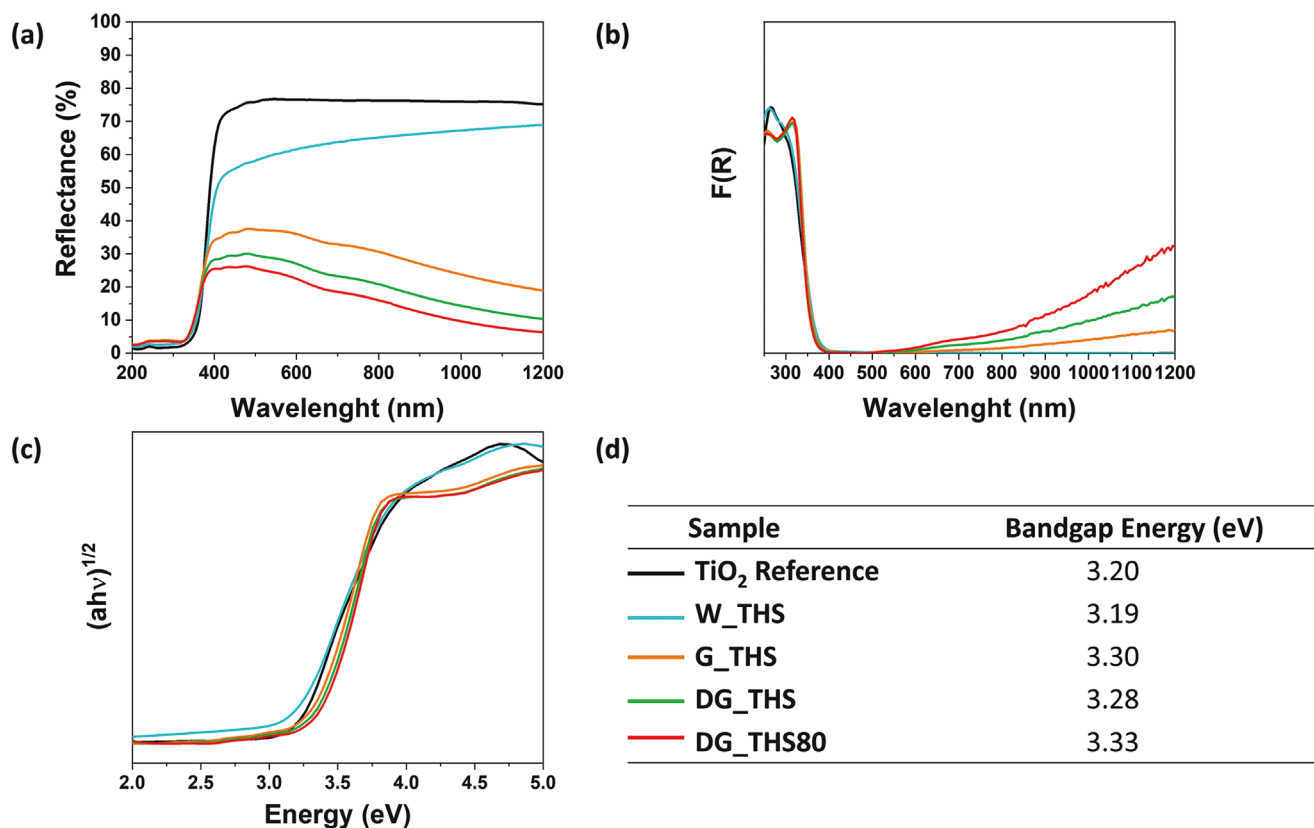 (a)
100
90
80
70
60
50
40
30
20
10
0
Reflectance (%)
200 400 600 800 1000 1200
Wavelenght (nm)
(b)
F(R)
300 400 500 600 700 800 900 1000 1100 1200
Wavelenght (nm)
(c)
(ahν)^1/2
2.0 2.5 3.0 3.5 4.0 4.5 5.0
Energy (eV)
(d)
Sample Bandgap Energy (eV)
TiO₂ Reference 3.20
W_THS 3.19
G_THS 3.30
DG_THS 3.28
DG_THS80 3.33